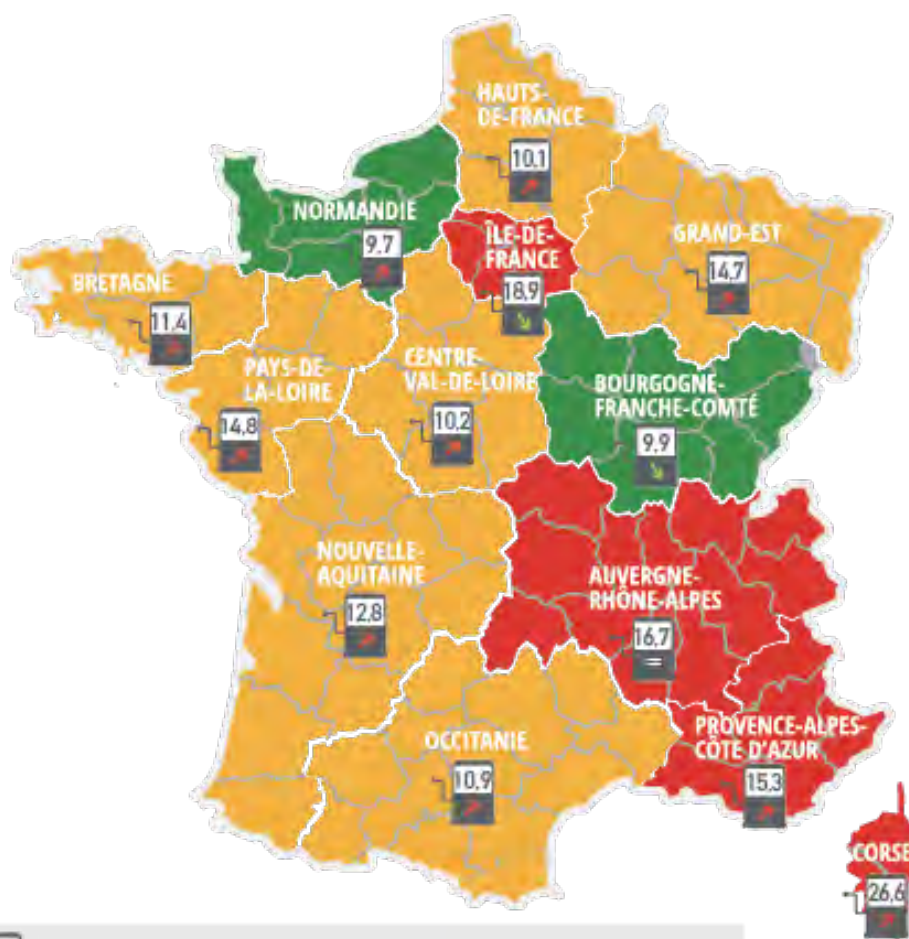 HAUTS-
DE-FRANCE
10,1
NORMANDIE
9,7
ÎLE-DE-
FRANCE
18,9
GRAND-EST
14,7
BRETAGNE
11,4
PAYS-DE-
LA-LOIRE
14,8
CENTRE-
VAL-DE-LOIRE
10,2
BOURGOGNE-
FRANCHE-COMTÉ
9,9
NOUVELLE-
AQUITAINE
12,8
AUVERGNE-
RHÔNE-ALPES
16,7
=
OCCITANIE
10,9
PROVENCE-ALPES-
CÔTE D'AZUR
15,3
CORSE
26,6